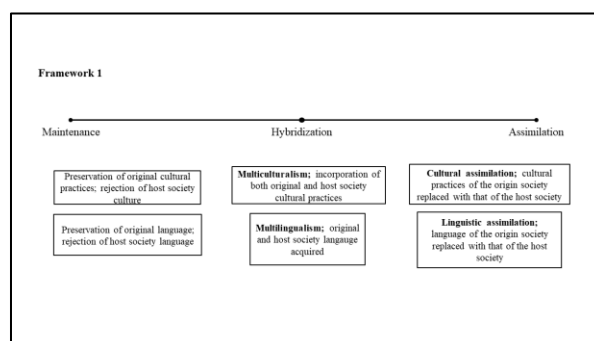 Framework 1
Maintenance
Hybridization
Assimilation
Preservation of original cultural
practices; rejection of host society
culture
Multiculturalism; incorporation of
both original and host society
cultural practices
Cultural assimilation; cultural
practices of the origin society
replaced with that of the host society
Preservation of original language;
rejection of host society language
Multilingualism; original
and host society langauge
acquired
Linguistic assimilation;
language of the origin society
replaced with that of the host
society